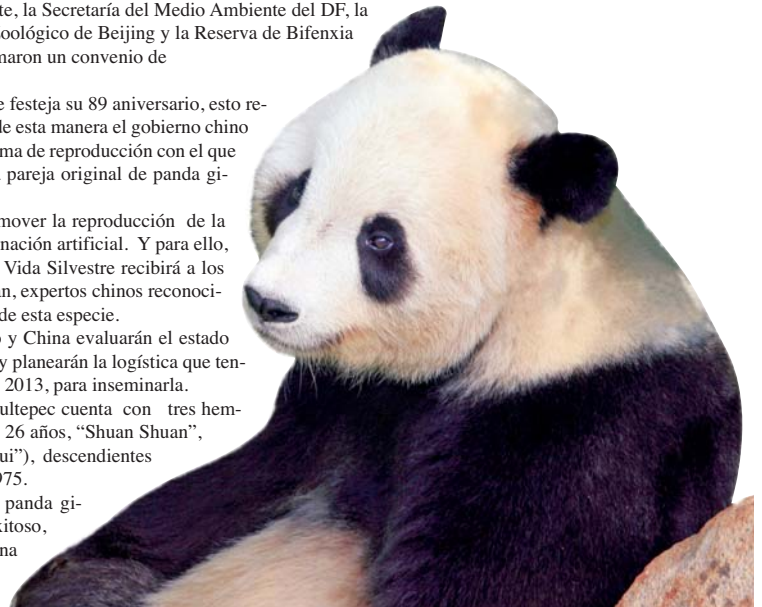 te, la Secretaría del Medio Ambiente del DF, la
oológico de Beijing y la Reserva de Bifenxia
maron un convenio de
e festeja su 89 aniversario, esto re-
de esta manera el gobierno chino
ma de reproducción con el que
pareja original de panda gi-
mover la reproducción de la
nación artificial. Y para ello,
Vida Silvestre recibirá a los
an, expertos chinos reconoci-
de esta especie.
o y China evaluarán el estado
y planearán la logística que ten-
2013, para inseminarla.
ultepec cuenta con tres hem-
26 años, “Shuan Shuan”,
ui”), descendientes
975.
panda gi-
xitoso,
na